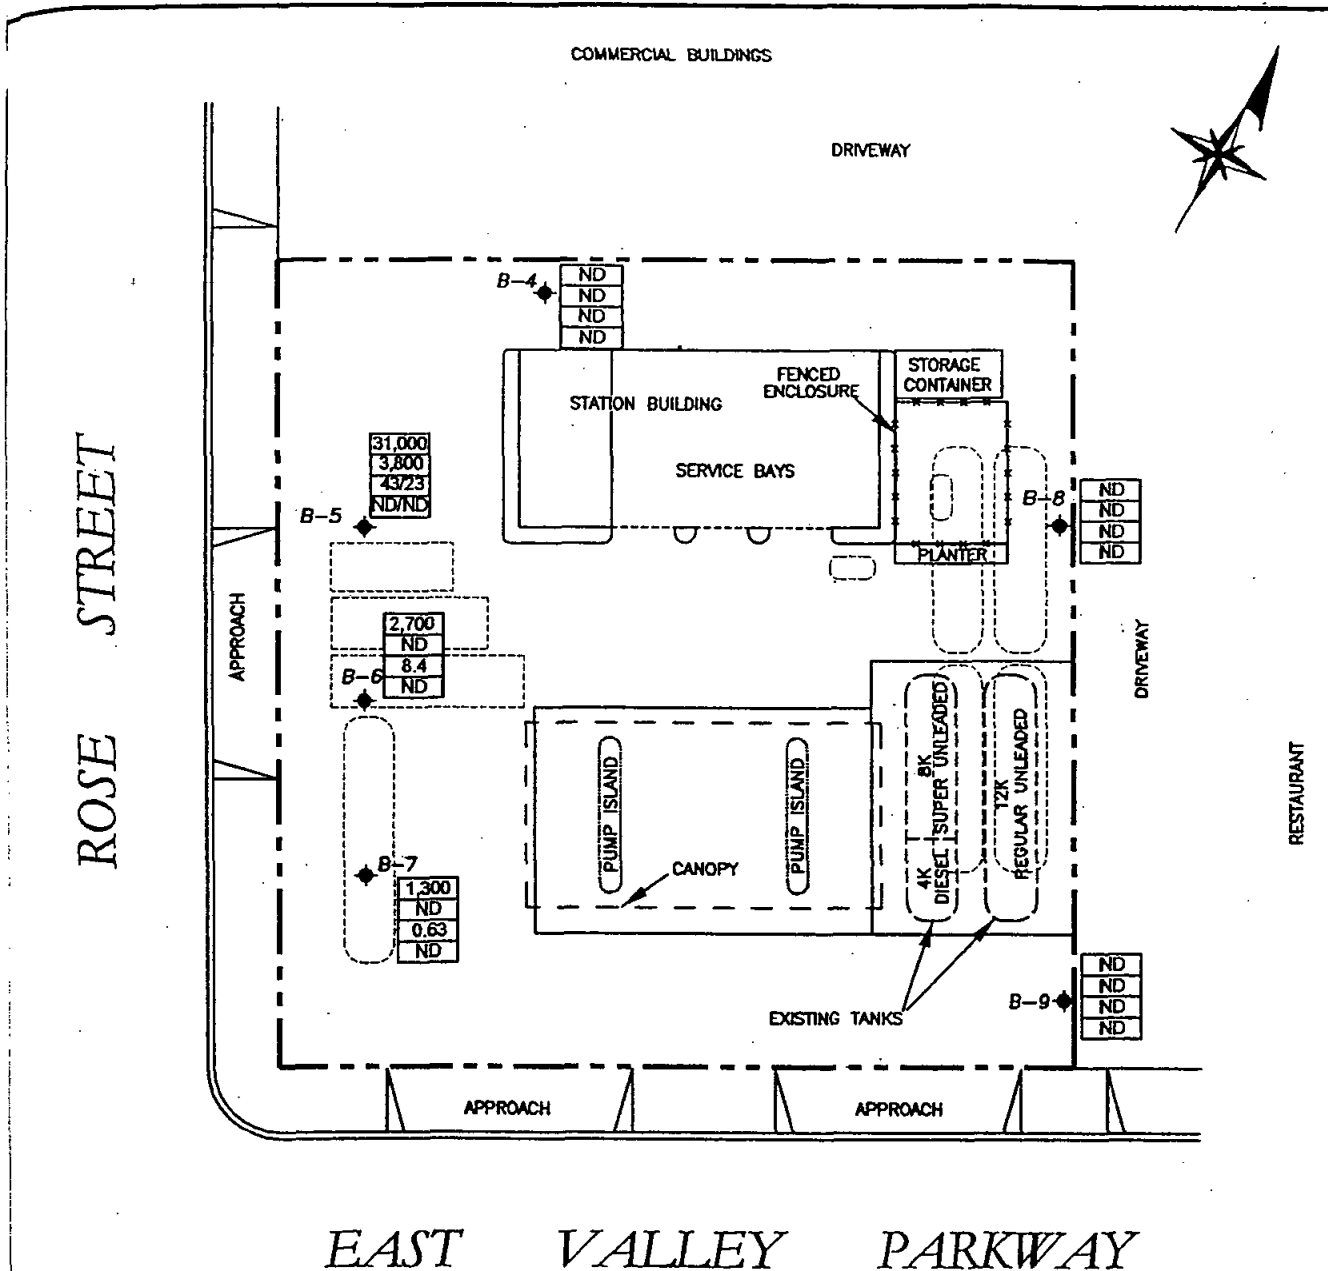 COMMERCIAL BUILDINGS
DRIVEWAY
B-4
ND
ND
ND
ND
STORAGE
CONTAINER
FENCED
ENCLOSURE
STATION BUILDING
SERVICE BAYS
31,000
3,800
43/23
ND/ND
B-5
B-8
ND
ND
ND
ND
PLANTER
ROSE STREET
APPROACH
2,700
ND
8.4
ND
B-6
DRIVEWAY
PUMP ISLAND
PUMP ISLAND
8K
SUPER UNLEADED
4K
DIESEL
12K
REGULAR UNLEADED
RESTAURANT
CANOPY
B-7
1,300
ND
0.63
ND
ND
ND
ND
ND
B-9
EXISTING TANKS
APPROACH
APPROACH
EAST VALLEY PARKWAY